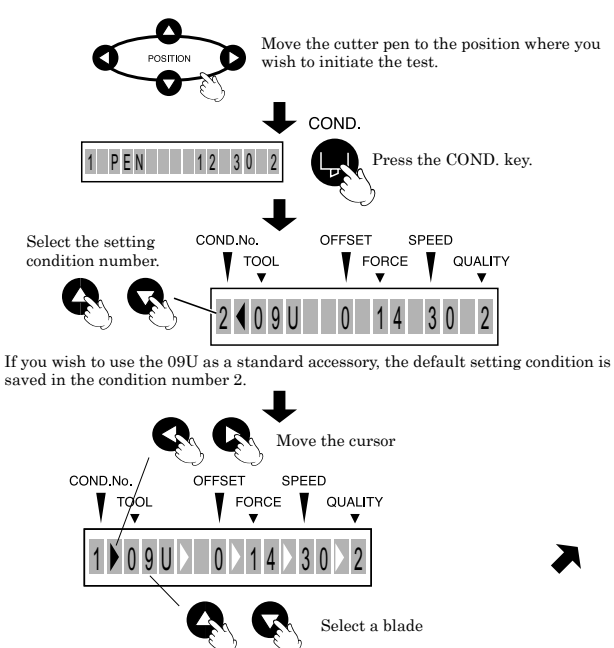 POSITION
Move the cutter pen to the position where you
wish to initiate the test.
COND.
1 PEN 12 30 2
Press the COND. key.
Select the setting
condition number.
COND.No. OFFSET SPEED
TOOL FORCE QUALITY
2 09U 0 14 30 2
If you wish to use the 09U as a standard accessory, the default setting condition is
saved in the condition number 2.
Move the cursor
COND.No. OFFSET SPEED
TOOL FORCE QUALITY
1 09U 0 14 30 2
Select a blade